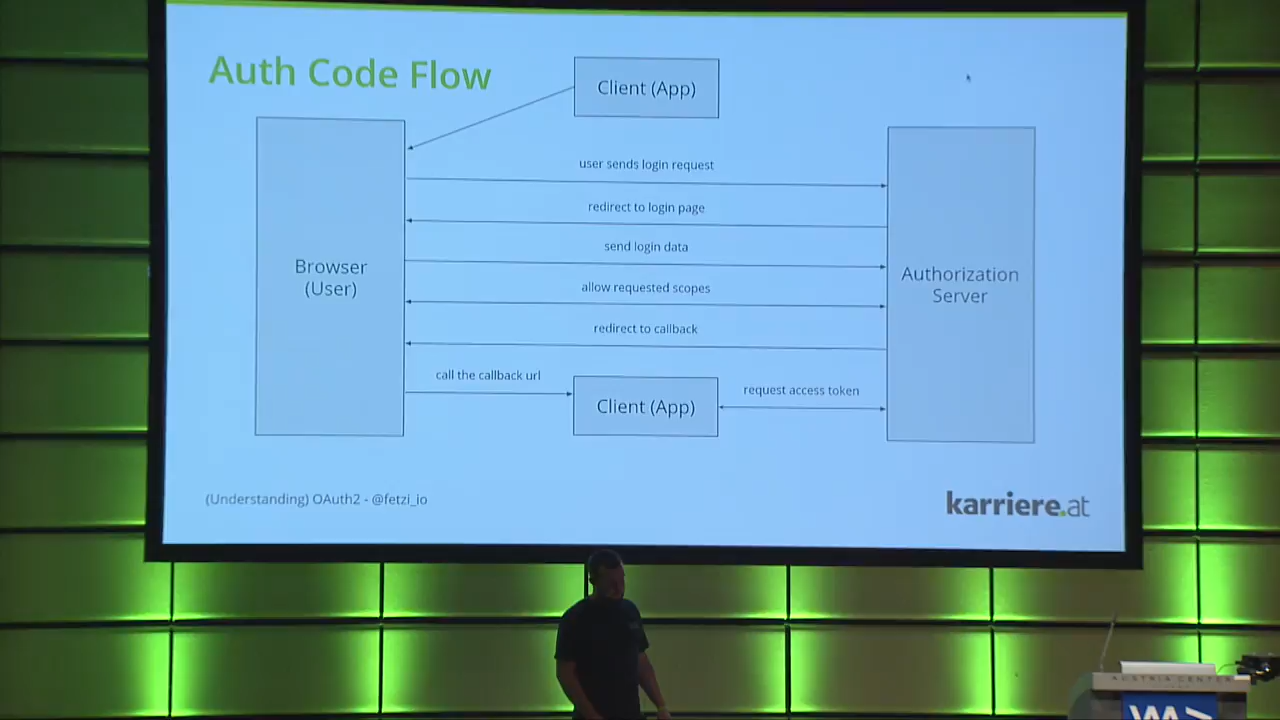 Auth Code Flow
Client (App)
user sends login request
redirect to login page
send login data
Browser
(User)
Authorization
Server
allow requested scopes
redirect to callback
call the callback url
request access token
Client (App)
(Understanding) OAuth2 - @fetzi_io
karriere.at
AUSTRIA CENTER